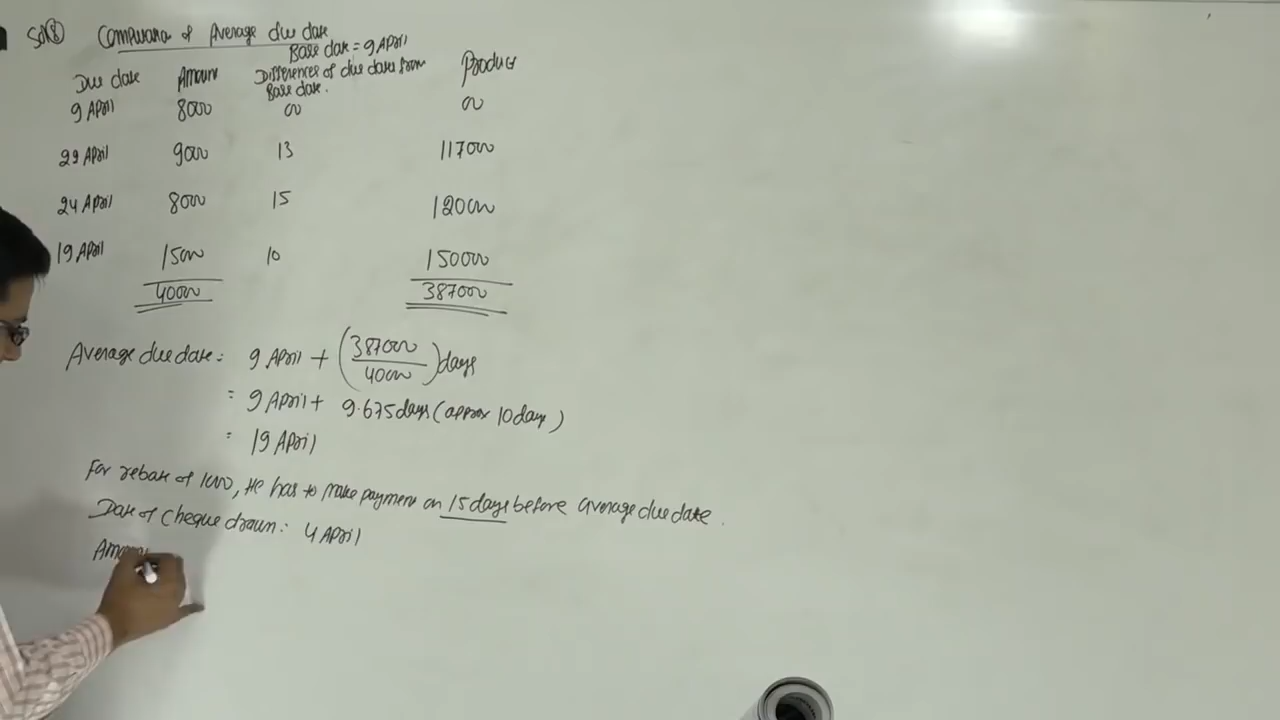 Sol⑧ Computation of Average due date
Base date = 9 April
Due date Amount Differences of due dates from Base date. Product
9 April 8000 00 00
22 April 9000 13 117000
24 April 8000 15 120000
19 April 15000 10 150000
40000 387000
Average due date: 9 April + (387000/40000) days
= 9 April + 9.675 days (approx 10 days)
= 19 April
For rebate of 1000, He has to make payment on 15 days before average due date.
Date of cheque drawn: 4 April